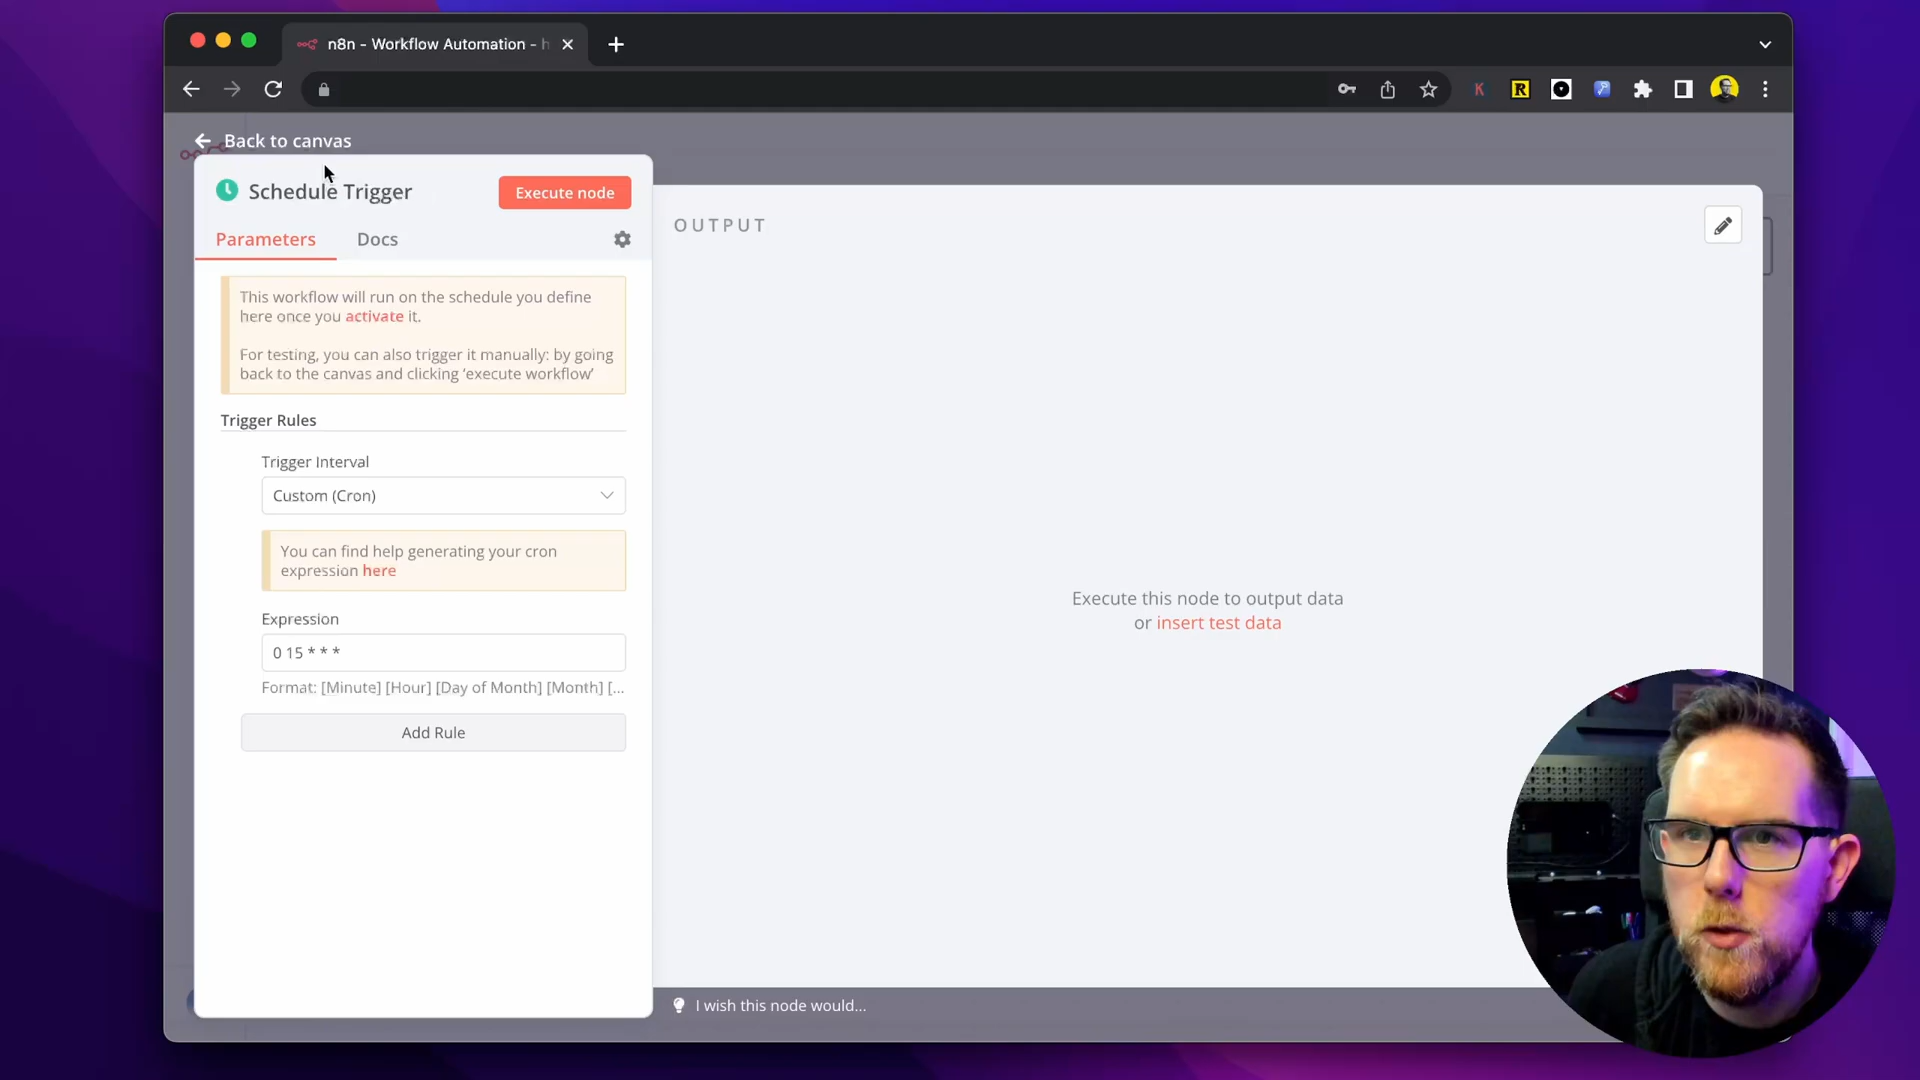 n8n - Workflow Automation - h
Back to canvas
Schedule Trigger
Execute node
Parameters
Docs
This workflow will run on the schedule you define
here once you activate it.
For testing, you can also trigger it manually: by going
back to the canvas and clicking ‘execute workflow’
Trigger Rules
Trigger Interval
Custom (Cron)
You can find help generating your cron
expression here
Expression
0 15 * * *
Format: [Minute] [Hour] [Day of Month] [Month] [...
Add Rule
OUTPUT
Execute this node to output data
or insert test data
I wish this node would...
K
R